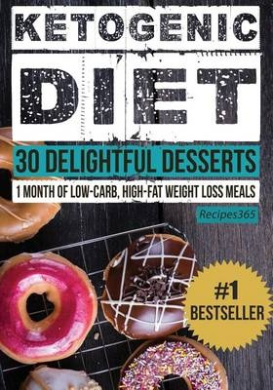 KETOGENIC
DIET
30 DELIGHTFUL DESSERTS
1 MONTH OF LOW-CARB, HIGH-FAT WEIGHT LOSS MEALS
Recipes365
#1
BESTSELLER